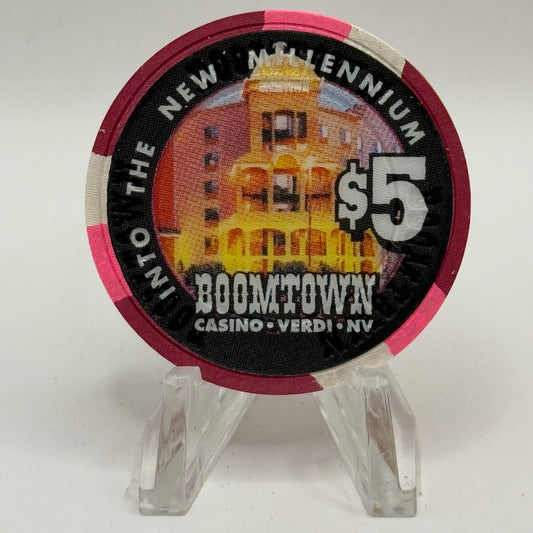 INTO THE NEW MILLENNIUM
$5
BOOMTOWN
CASINO • VERDI • NV